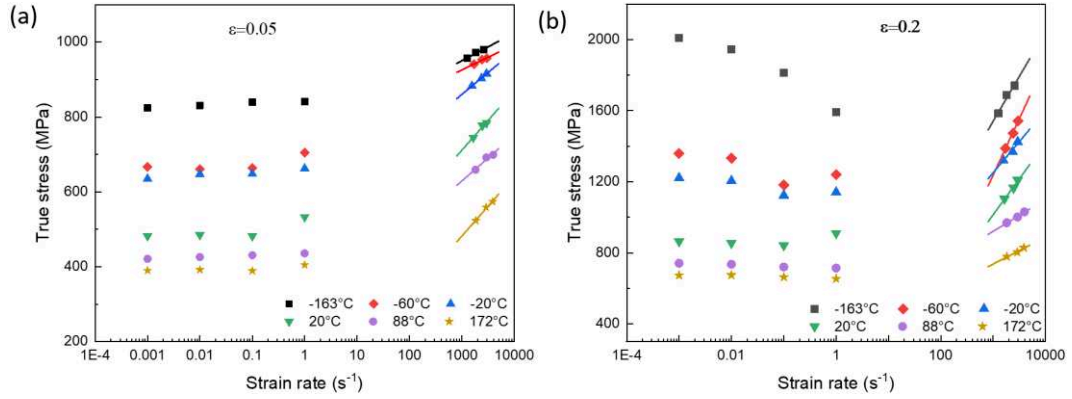 (a)
ε=0.05
True stress (MPa)
1000
800
600
400
200
-163°C -60°C -20°C
20°C 88°C 172°C
1E-4 0.001 0.01 0.1 1 10 100 1000 10000
Strain rate (s⁻¹)
(b)
ε=0.2
True stress (MPa)
2000
1600
1200
800
400
-163°C -60°C -20°C
20°C 88°C 172°C
1E-4 0.01 1 100 10000
Strain rate (s⁻¹)